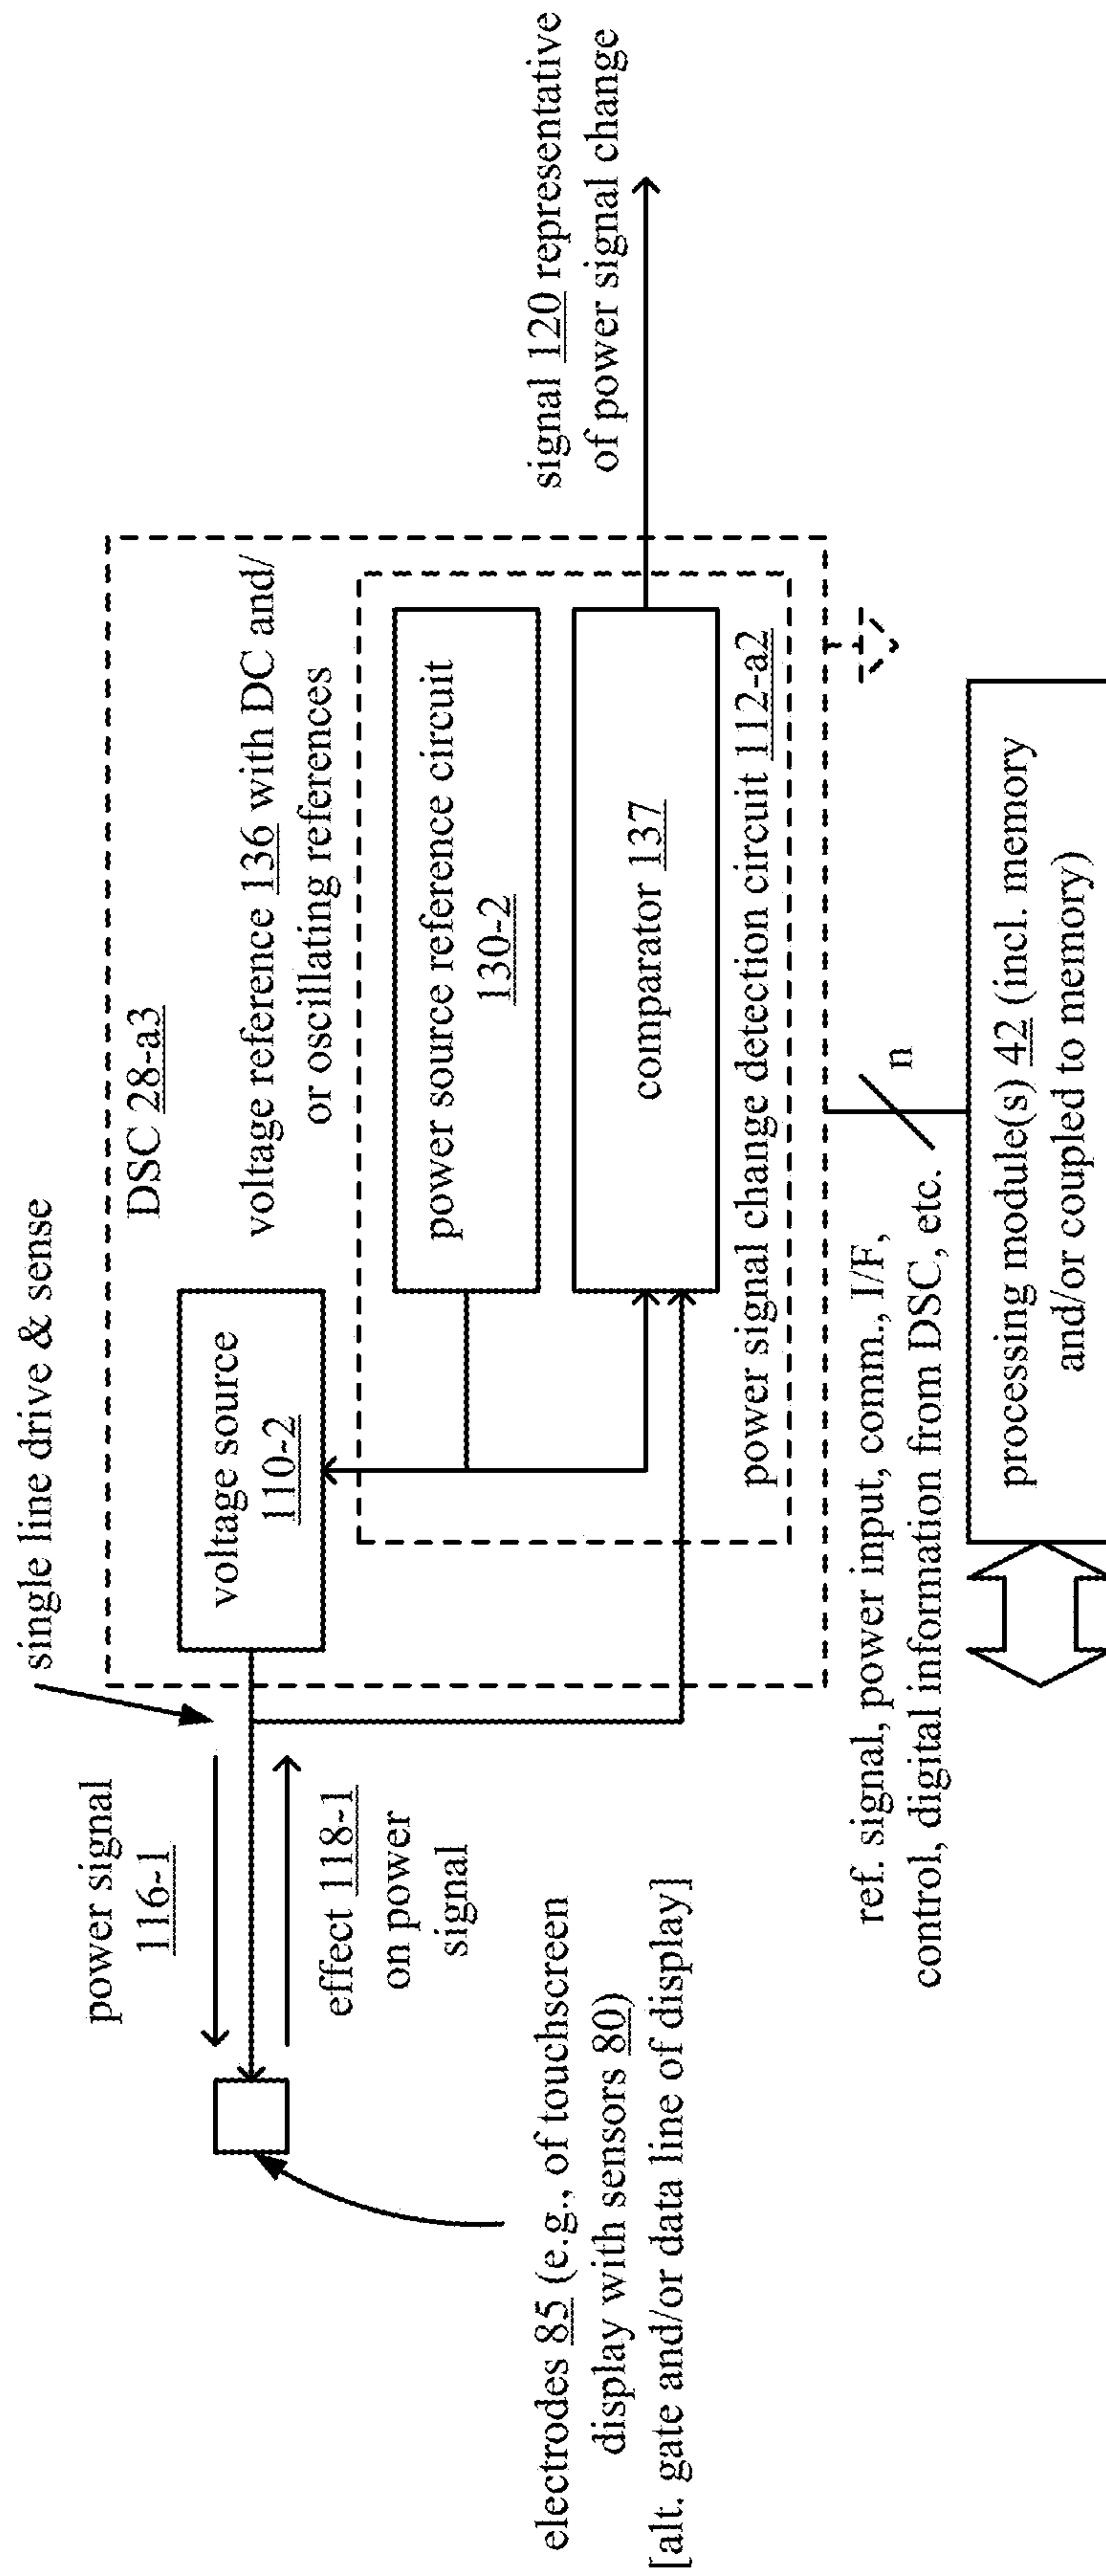 single line drive & sense
power signal
116-1
effect 118-1
on power
signal
electrodes 85 (e.g., of touchscreen
display with sensors 80)
[alt. gate and/or data line of display]
DSC 28-a3
voltage source
110-2
voltage reference 136 with DC and/
or oscillating references
power source reference circuit
130-2
comparator 137
power signal change detection circuit 112-a2
signal 120 representative
of power signal change
ref. signal, power input, comm., I/F,
control, digital information from DSC, etc.
n
processing module(s) 42 (incl. memory
and/or coupled to memory)